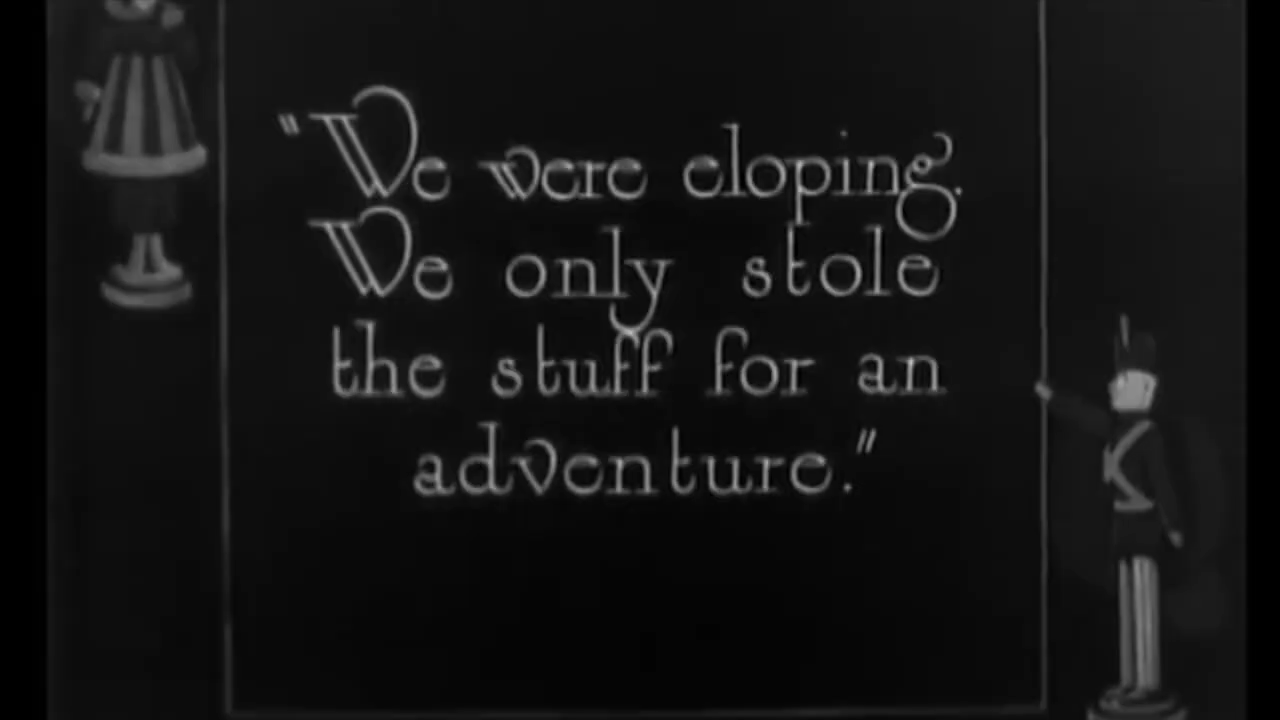 "We were eloping.
We only stole
the stuff for an
adventure."